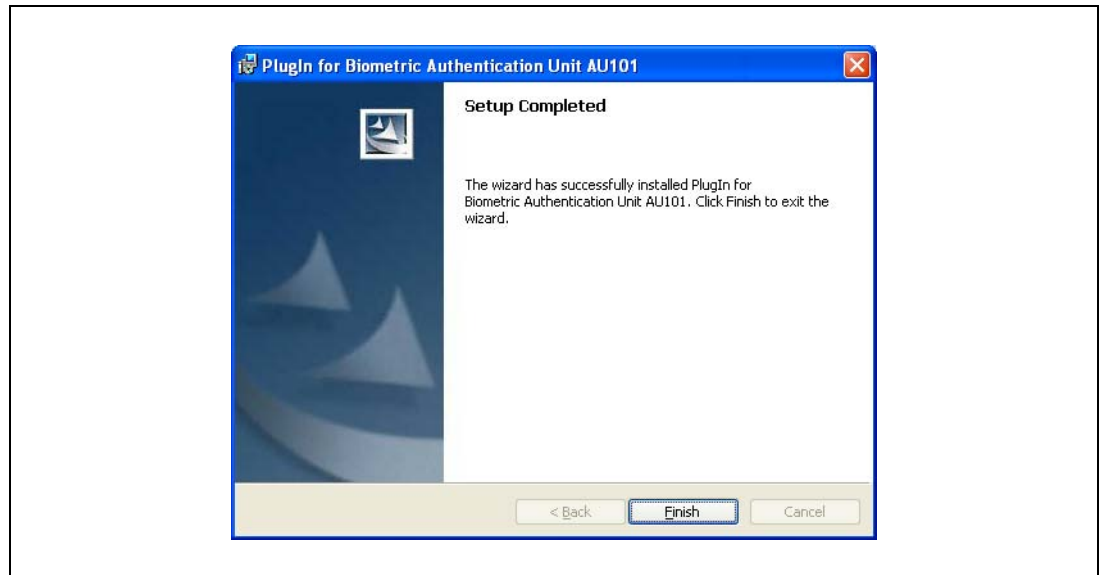 PlugIn for Biometric Authentication Unit AU101
Setup Completed
The wizard has successfully installed PlugIn for
Biometric Authentication Unit AU101. Click Finish to exit the
wizard.
< Back
Finish
Cancel